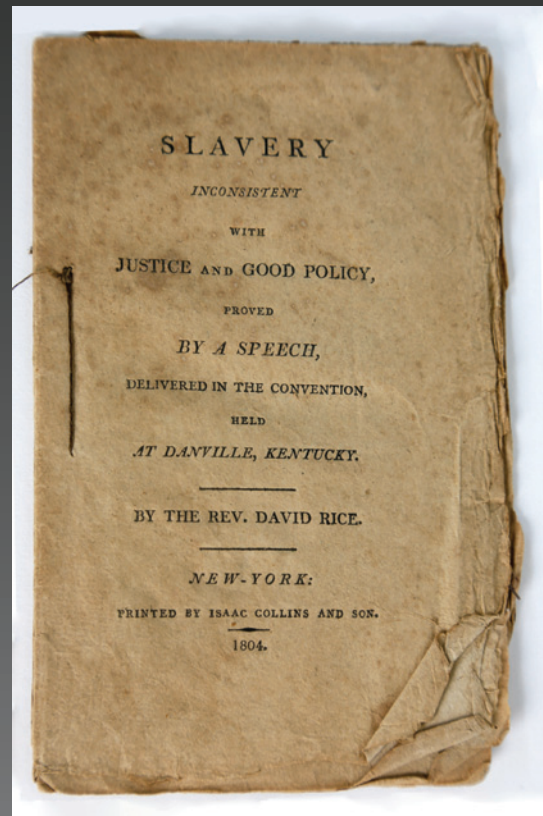 SLAVERY
INCONSISTENT
WITH
JUSTICE AND GOOD POLICY,
PROVED
BY A SPEECH,
DELIVERED IN THE CONVENTION,
HELD
AT DANVILLE, KENTUCKY.
BY THE REV. DAVID RICE.
NEW-YORK:
PRINTED BY ISAAC COLLINS AND SON.
1804.